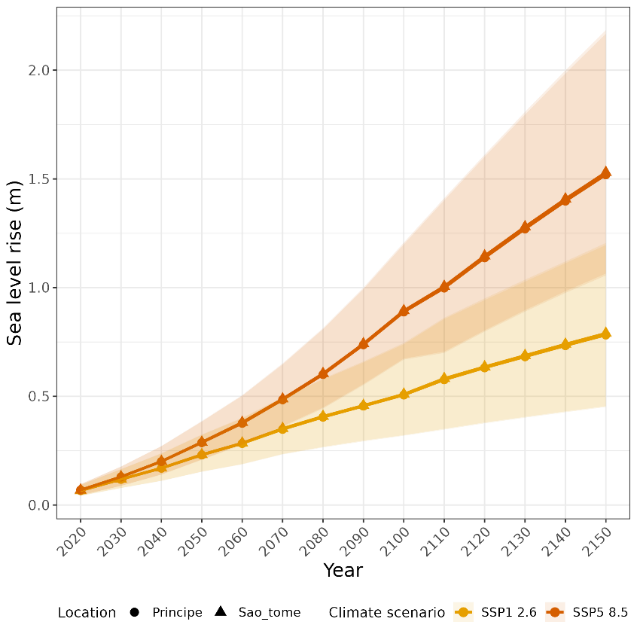 Sea level rise (m)
2.0
1.5
1.0
0.5
0.0
2020 2030 2040 2050 2060 2070 2080 2090 2100 2110 2120 2130 2140 2150
Year
Location Principe Sao_tome Climate scenario SSP1 2.6 SSP5 8.5